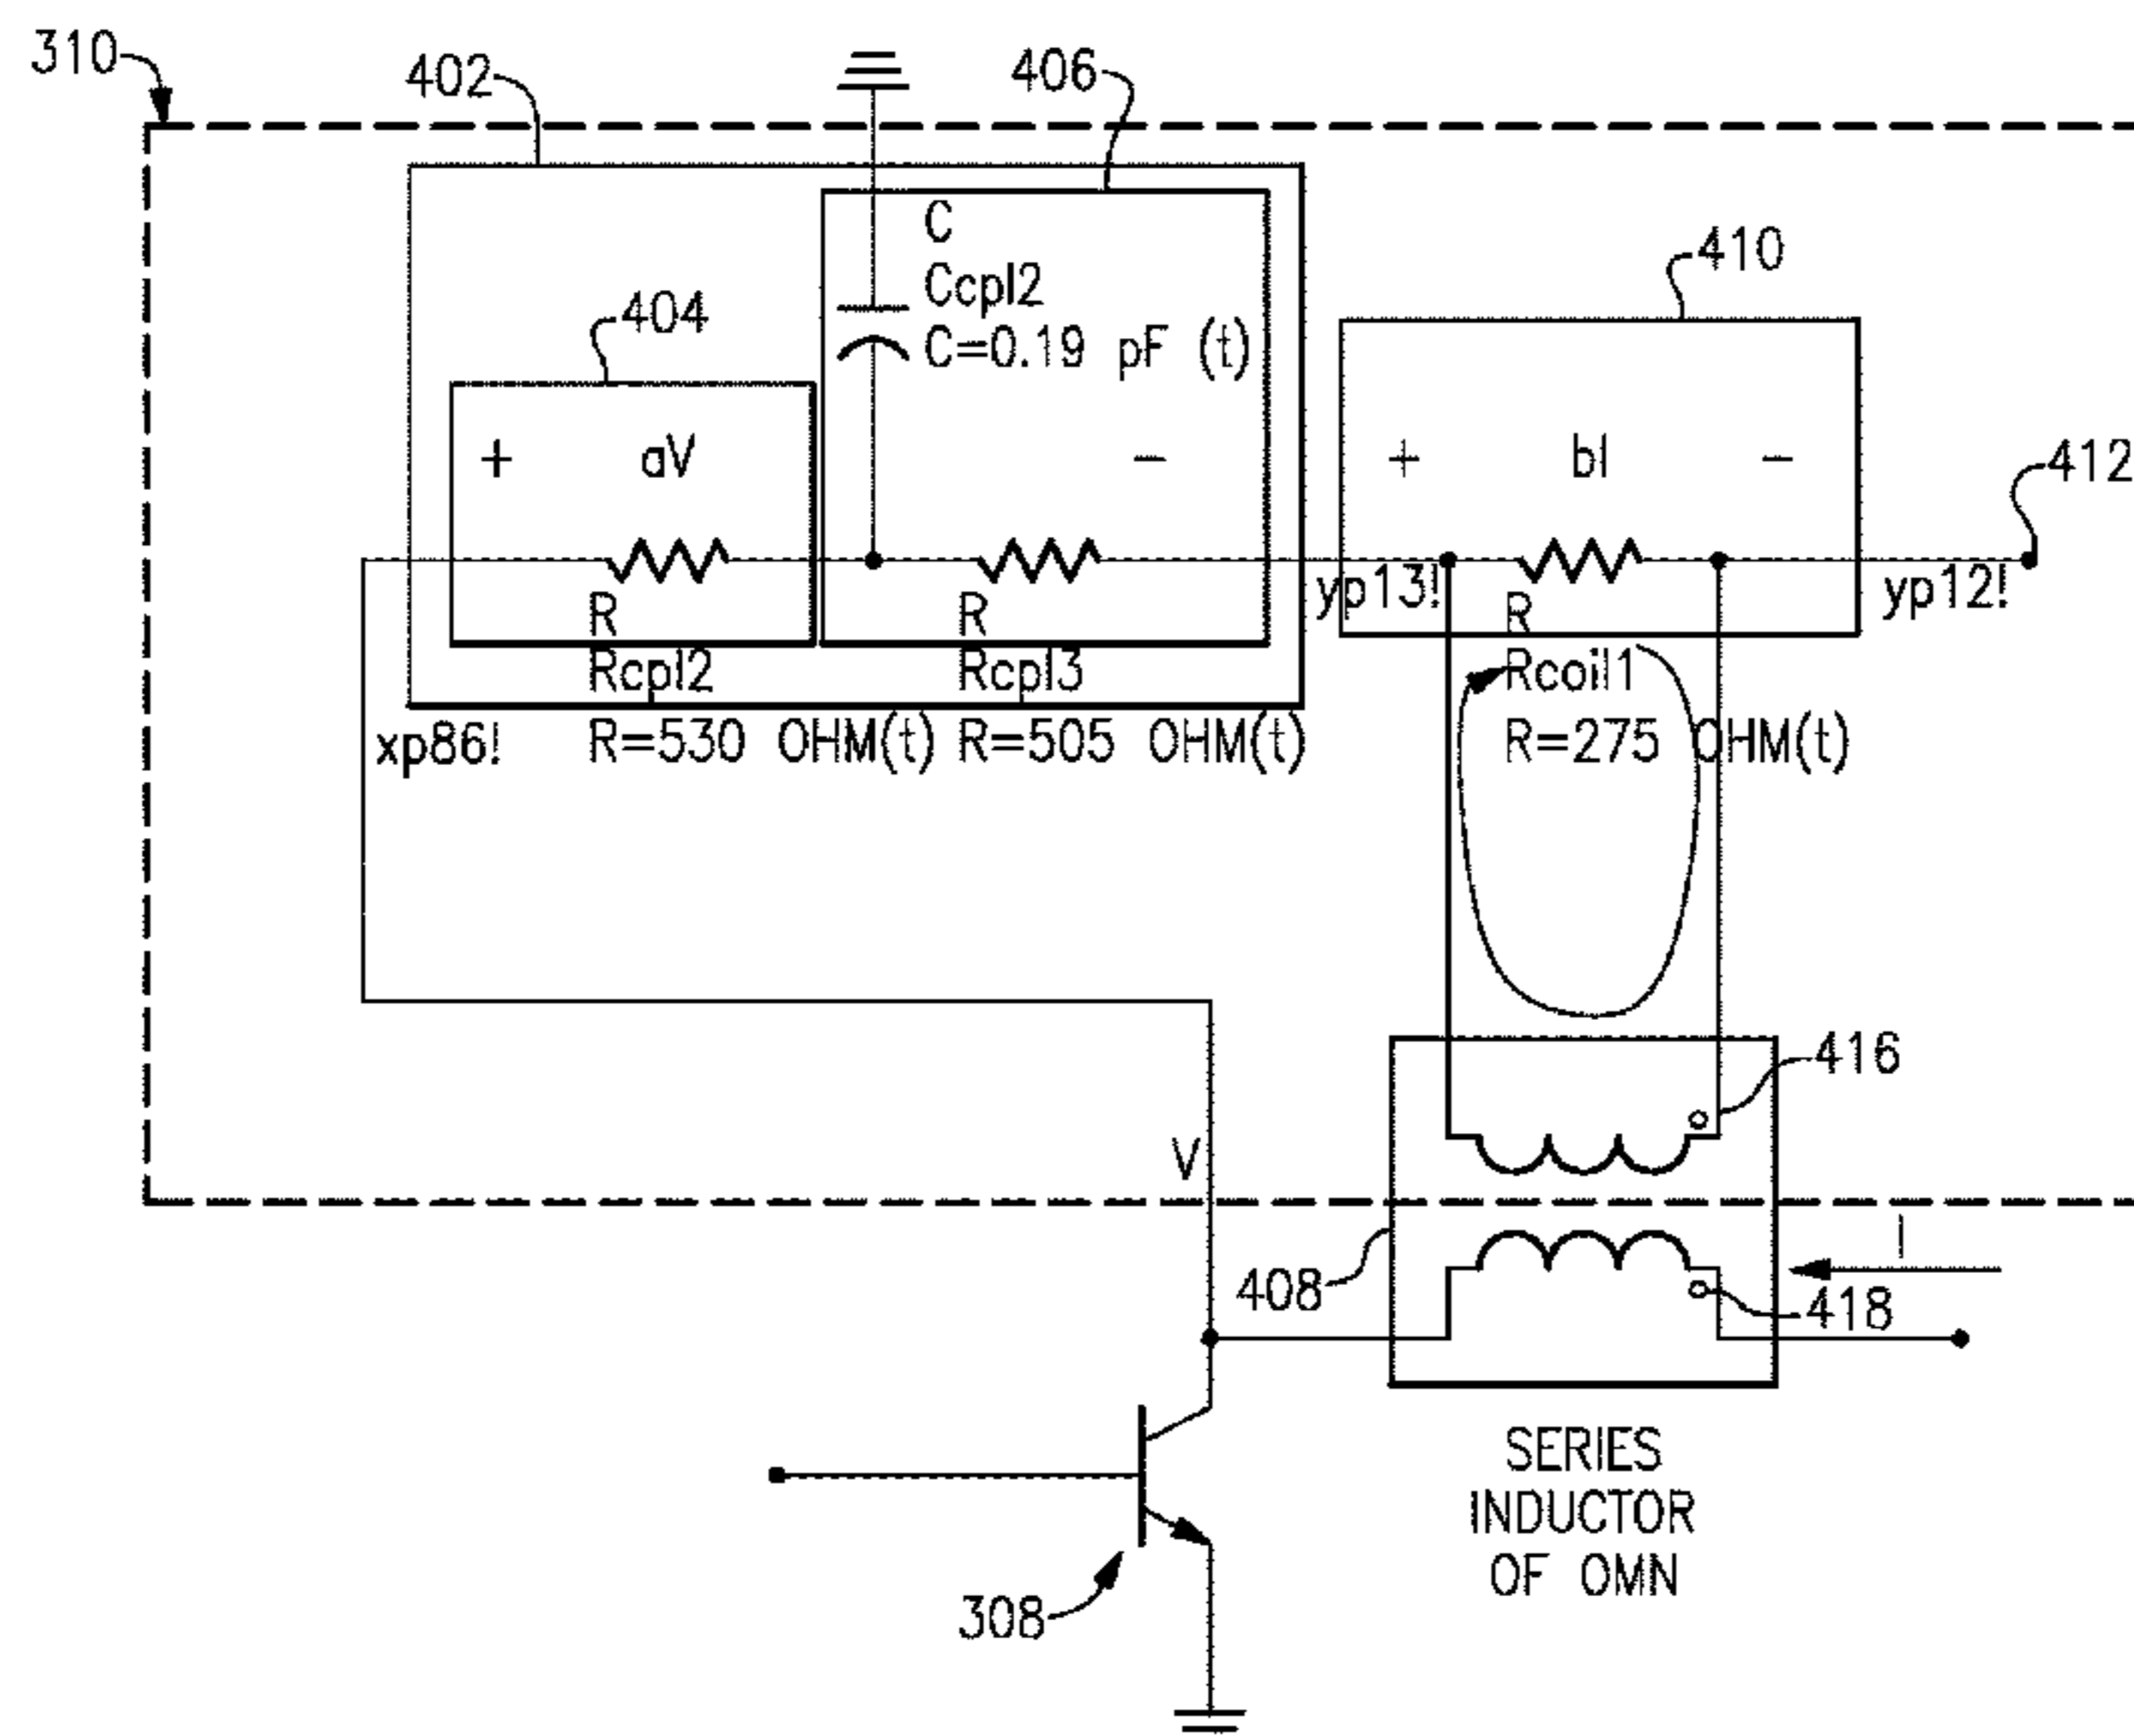 310
402
406
C
Ccpl2
C=0.19 pF (t)
404
410
+ aV -
+ bI -
412
yp13!
yp12!
R
Rcpl2
R=530 OHM(t)
R
Rcpl3
R=505 OHM(t)
R
Rcoil1
R=275 OHM(t)
xp86!
416
V
I
408
418
SERIES
INDUCTOR
OF OMN
308